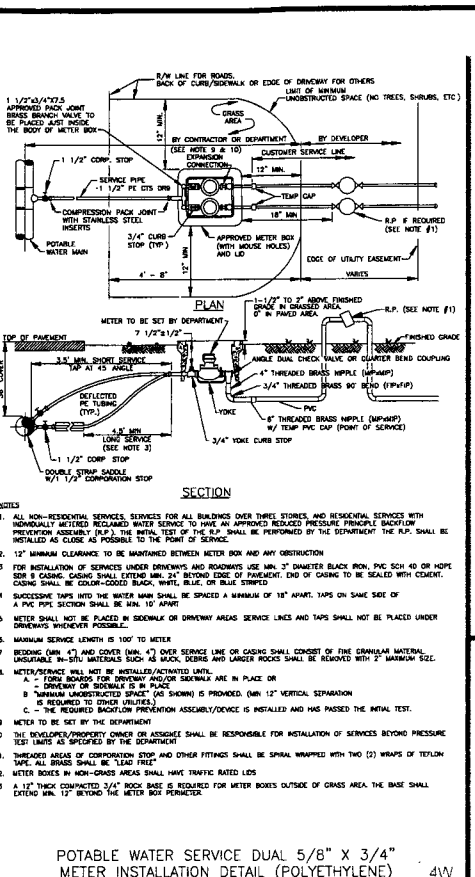 R/W LINE FOR ROADS.
BACK OF CURB/SIDEWALK OR EDGE OF DRIVEWAY FOR OTHERS
LIMIT OF MINIMUM
UNOBSTRUCTED SPACE (NO TREES, SHRUBS, ETC)
GRASS
AREA
1 1/2"x3/4"X7.5
APPROVED PACK JOINT
BRASS BRANCH VALVE TO
BE PLACED JUST INSIDE
THE BODY OF METER BOX
12" MIN.
BY CONTRACTOR OR DEPARTMENT
BY DEVELOPER
(SEE NOTE 9 & 10)
EXPANSION
CONNECTION
CUSTOMER SERVICE LINE
12" MIN.
1 1/2" CORP. STOP
SERVICE PIPE
-1 1/2" PE CTS DR9
TEMP CAP
18" MIN
COMPRESSION PACK JOINT
WITH STAINLESS STEEL
INSERTS
3/4" CURB
STOP (TYP)
APPROVED METER BOX
(WITH MOUSE HOLES)
AND LID
R.P. IF REQUIRED
(SEE NOTE #1)
POTABLE
WATER MAIN
12" MIN
EDGE OF UTILITY EASEMENT
4' - 8"
VARIES
PLAN
METER TO BE SET BY DEPARTMENT
1-1/2" TO 2" ABOVE FINISHED
GRADE IN GRASSED AREA.
0" IN PAVED AREA.
R.P. (SEE NOTE #1)
TOP OF PAVEMENT
7 1/2"±1/2"
FINISHED GRADE
36" COVER
3.5' MIN. SHORT SERVICE
TAP AT 45 ANGLE
ANGLE DUAL CHECK VALVE OR QUARTER BEND COUPLING
4" THREADED BRASS NIPPLE (MIPxMIP)
3/4" THREADED BRASS 90° BEND (FIPxFIP)
DEFLECTED
PE TUBING
(TYP.)
YOKE
PVC
4.5' MIN
LONG SERVICE
(SEE NOTE 3)
6" THREADED BRASS NIPPLE (MIPxMIP)
W/ TEMP PVC CAP (POINT OF SERVICE)
3/4" YOKE CURB STOP
1 1/2" CORP STOP
DOUBLE STRAP SADDLE
W/1 1/2" CORPORATION STOP
SECTION
NOTES
ALL NON-RESIDENTIAL SERVICES, SERVICES FOR ALL BUILDINGS OVER THREE STORIES, AND RESIDENTIAL SERVICES WITH
INDIVIDUALLY METERED RECLAIMED WATER SERVICE TO HAVE AN APPROVED REDUCED PRESSURE PRINCIPLE BACKFLOW
PREVENTION ASSEMBLY (R.P). THE INITIAL TEST OF THE R.P SHALL BE PERFORMED BY THE DEPARTMENT THE R.P. SHALL BE
INSTALLED AS CLOSE AS POSSIBLE TO THE POINT OF SERVICE.
12" MINIMUM CLEARANCE TO BE MAINTAINED BETWEEN METER BOX AND ANY OBSTRUCTION
FOR INSTALLATION OF SERVICES UNDER DRIVEWAYS AND ROADWAYS USE MIN. 3" DIAMETER BLACK IRON, PVC SCH 40 OR HDPE
SDR 9 CASING. CASING SHALL EXTEND MIN. 24" BEYOND EDGE OF PAVEMENT. END OF CASING TO BE SEALED WITH CEMENT.
CASING SHALL BE COLOR-CODED BLACK, WHITE, BLUE, OR BLUE STRIPED
SUCCESSIVE TAPS INTO THE WATER MAIN SHALL BE SPACED A MINIMUM OF 18" APART. TAPS ON SAME SIDE OF
A PVC PIPE SECTION SHALL BE MIN. 10' APART
METER SHALL NOT BE PLACED IN SIDEWALK OR DRIVEWAY AREAS SERVICE LINES AND TAPS SHALL NOT BE PLACED UNDER
DRIVEWAYS WHENEVER POSSIBLE.
MAXIMUM SERVICE LENGTH IS 100' TO METER
BEDDING (MIN 4") AND COVER (MIN. 4") OVER SERVICE LINE OR CASING SHALL CONSIST OF FINE GRANULAR MATERIAL.
UNSUITABLE IN-SITU MATERIALS SUCH AS MUCK, DEBRIS AND LARGER ROCKS SHALL BE REMOVED WITH 2" MAXIMUM SIZE.
METER/SERVICE WILL NOT BE INSTALLED/ACTIVATED UNTIL.
A. - FORM BOARDS FOR DRIVEWAY AND/OR SIDEWALK ARE IN PLACE OR
- DRIVEWAY OR SIDEWALK IS IN PLACE
B "MINIMUM UNOBSTRUCTED SPACE" (AS SHOWN) IS PROVIDED. (MIN 12" VERTICAL SEPARATION
IS REQUIRED TO OTHER UTILITIES.)
C. - THE REQUIRED BACKFLOW PREVENTION ASSEMBLY/DEVICE IS INSTALLED AND HAS PASSED THE INITIAL TEST.
METER TO BE SET BY THE DEPARTMENT
THE DEVELOPER/PROPERTY OWNER OR ASSIGNEE SHALL BE RESPONSIBLE FOR INSTALLATION OF SERVICES BEYOND PRESSURE
TEST LIMITS AS SPECIFIED BY THE DEPARTMENT
THREADED AREAS OF CORPORATION STOP AND OTHER FITTINGS SHALL BE SPIRAL WRAPPED WITH TWO (2) WRAPS OF TEFLON
TAPE. ALL BRASS SHALL BE "LEAD FREE"
METER BOXES IN NON-GRASS AREAS SHALL HAVE TRAFFIC RATED LIDS
A 12" THICK COMPACTED 3/4" ROCK BASE IS REQUIRED FOR METER BOXES OUTSIDE OF GRASS AREA. THE BASE SHALL
EXTEND MIN. 12" BEYOND THE METER BOX PERIMETER
POTABLE WATER SERVICE DUAL 5/8" X 3/4"
METER INSTALLATION DETAIL (POLYETHYLENE) 4W